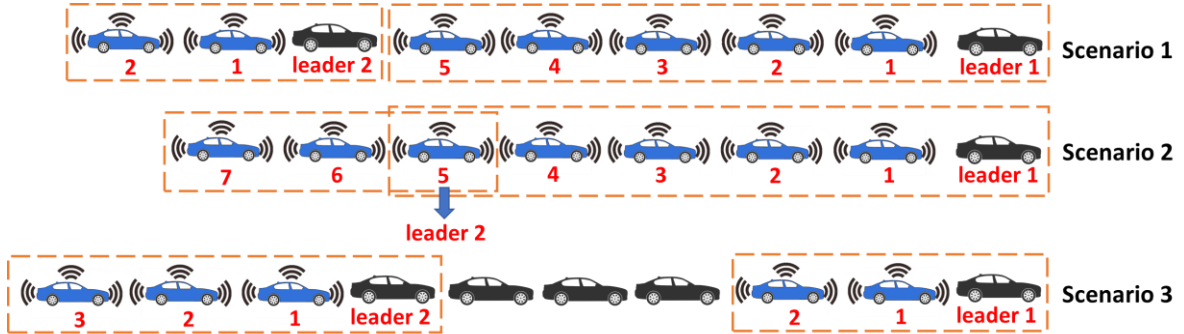 2 1 leader 2 5 4 3 2 1 leader 1 Scenario 1
7 6 5 4 3 2 1 leader 1 Scenario 2
leader 2
3 2 1 leader 2 2 1 leader 1 Scenario 3